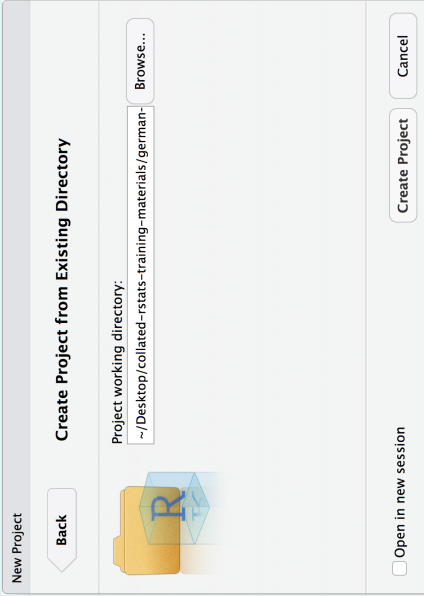 New Project
Back
Create Project from Existing Directory
R
Project working directory:
~/Desktop/collated-rstats-training-materials/german-
Browse...
Open in new session
Create Project
Cancel